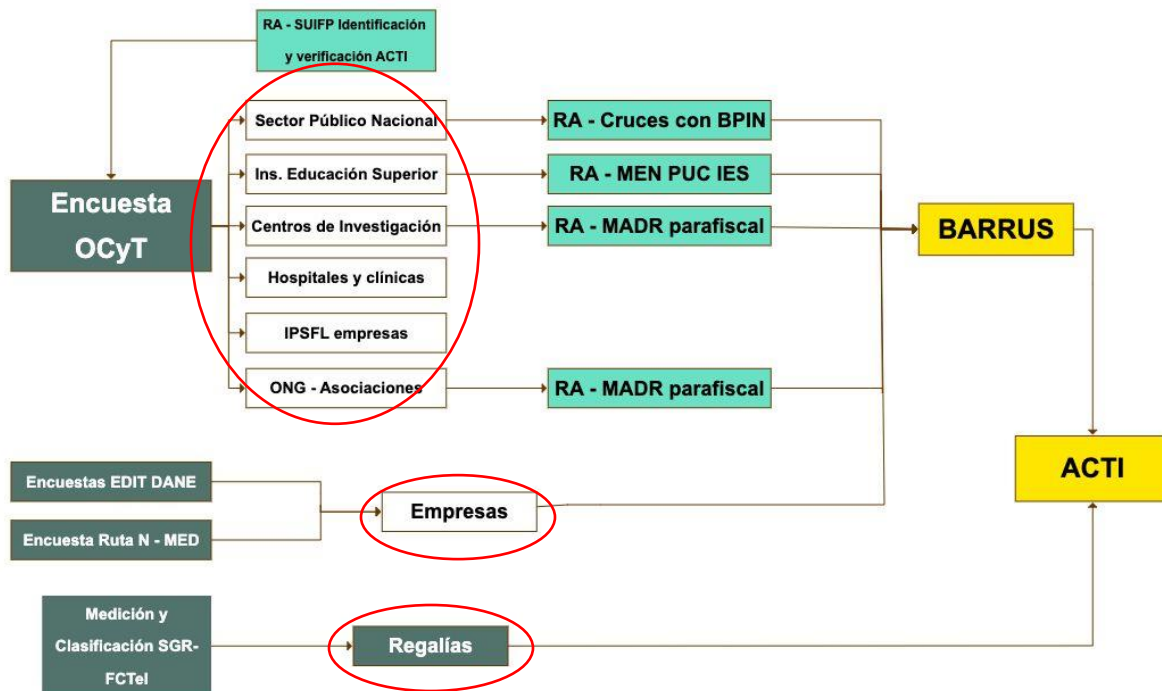 RA - SUIFP Identificación
y verificación ACTI
Sector Público Nacional
RA - Cruces con BPIN
Ins. Educación Superior
RA - MEN PUC IES
Encuesta
OCyT
Centros de Investigación
RA - MADR parafiscal
BARRUS
Hospitales y clínicas
IPSFL empresas
ONG - Asociaciones
RA - MADR parafiscal
ACTI
Encuestas EDIT DANE
Empresas
Encuesta Ruta N - MED
Medición y
Clasificación SGR-
FCTeI
Regalías